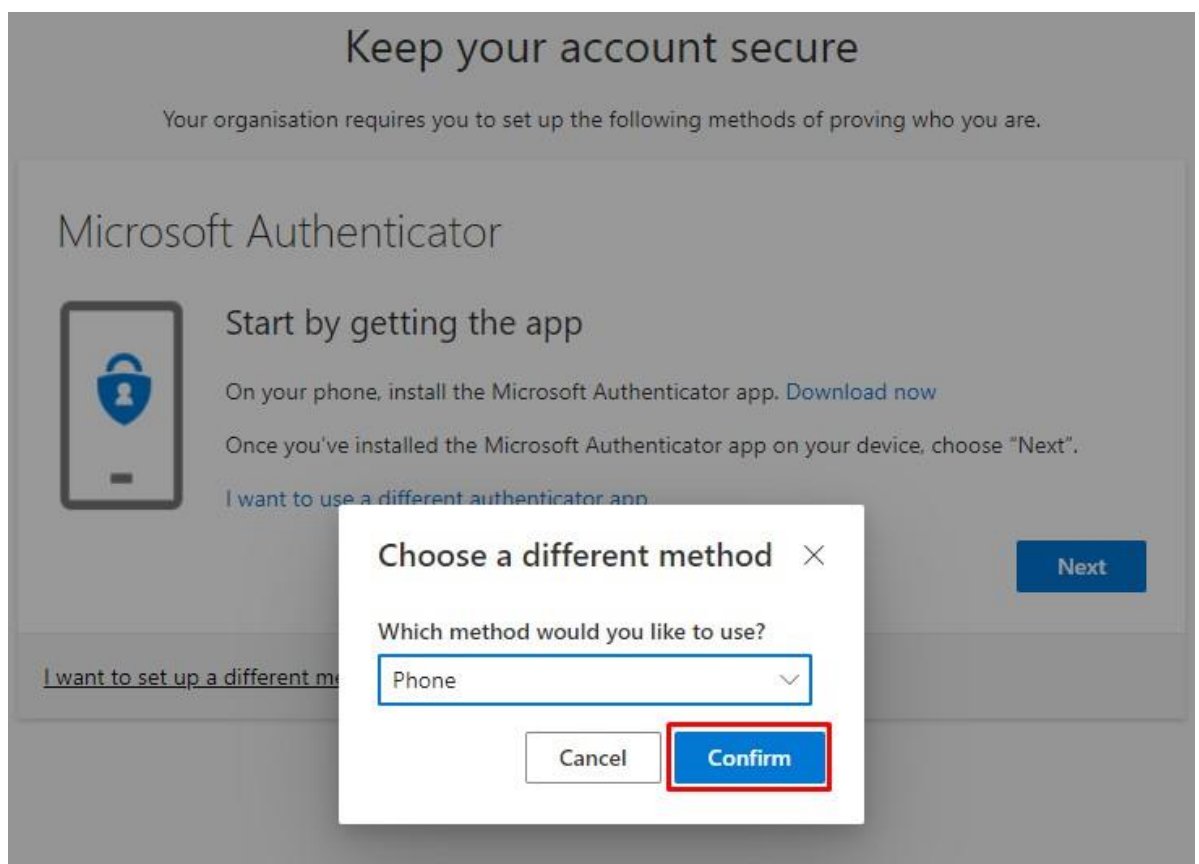 Keep your account secure
Your organisation requires you to set up the following methods of proving who you are.
Microsoft Authenticator
Start by getting the app
On your phone, install the Microsoft Authenticator app. Download now
Once you've installed the Microsoft Authenticator app on your device, choose "Next".
I want to use a different authenticator app
Choose a different method
Next
Which method would you like to use?
I want to set up a different
Phone
Cancel
Confirm